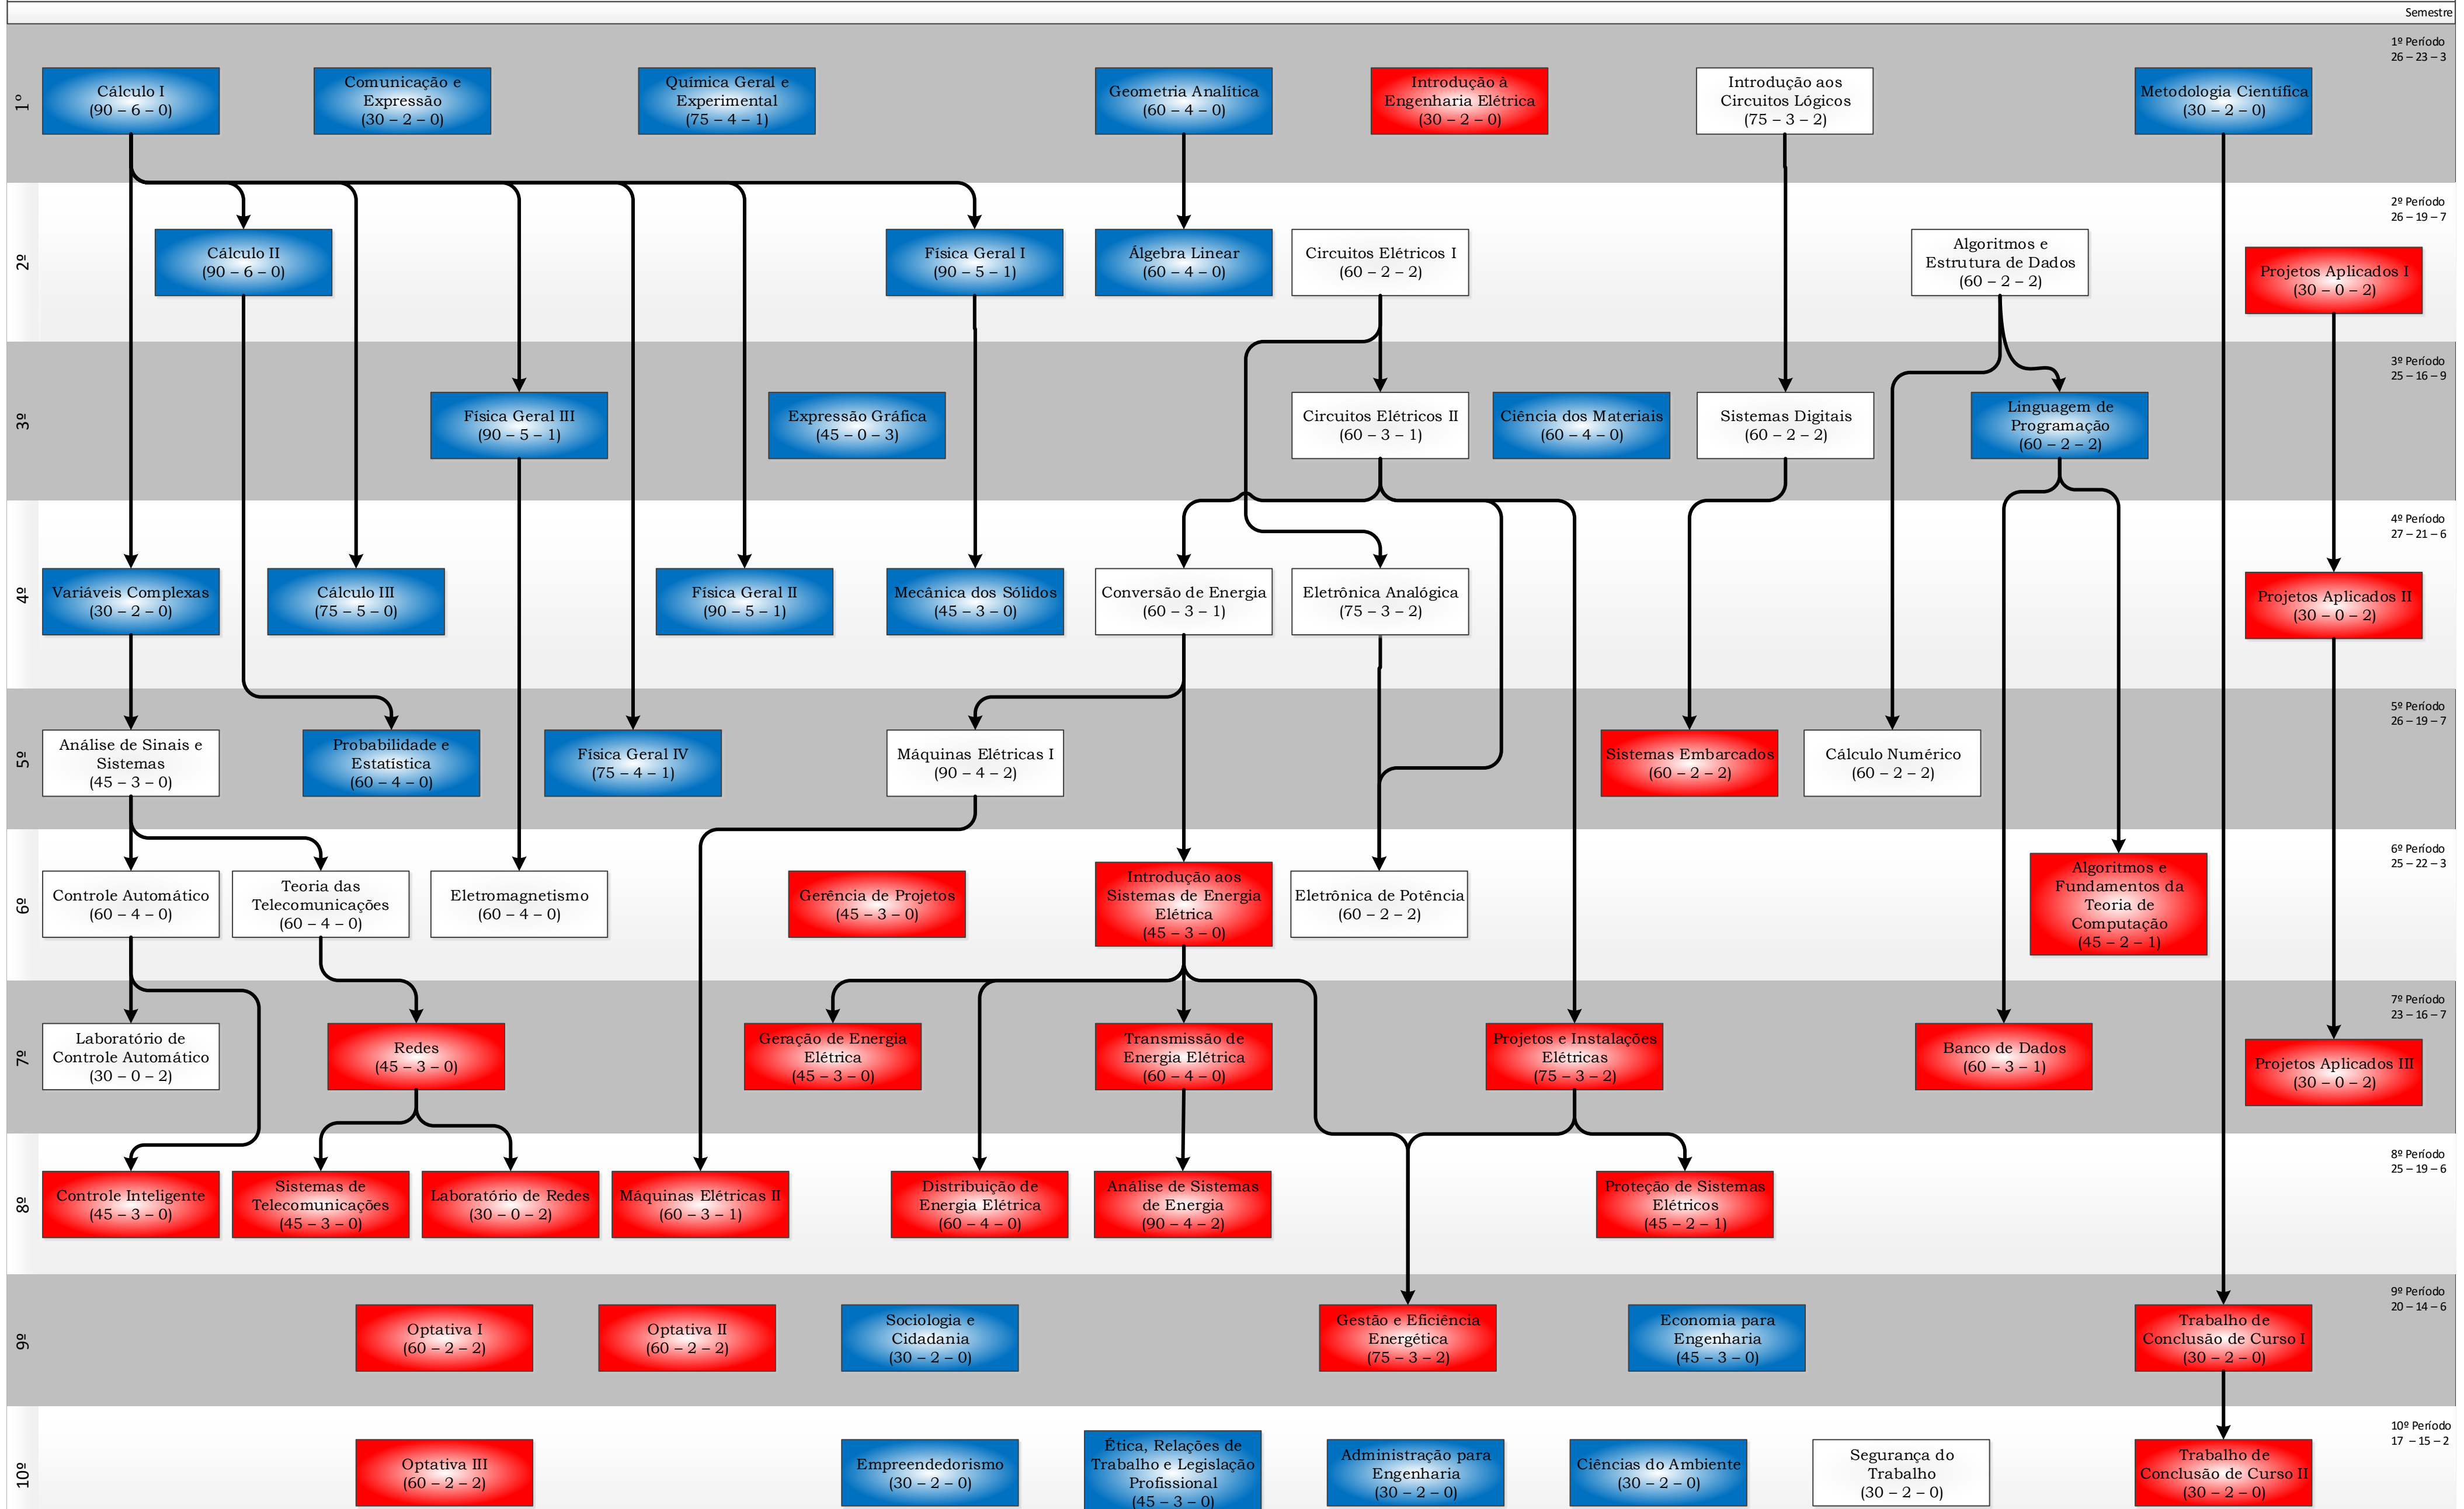 Semestre
1º
1º Período
26 – 23 – 3
Cálculo I
(90 – 6 – 0)
Comunicação e
Expressão
(30 – 2 – 0)
Química Geral e
Experimental
(75 – 4 – 1)
Geometria Analítica
(60 – 4 – 0)
Introdução à
Engenharia Elétrica
(30 – 2 – 0)
Introdução aos
Circuitos Lógicos
(75 – 3 – 2)
Metodologia Científica
(30 – 2 – 0)
2º
2º Período
26 – 19 – 7
Cálculo II
(90 – 6 – 0)
Física Geral I
(90 – 5 – 1)
Álgebra Linear
(60 – 4 – 0)
Circuitos Elétricos I
(60 – 2 – 2)
Algoritmos e
Estrutura de Dados
(60 – 2 – 2)
Projetos Aplicados I
(30 – 0 – 2)
3º
3º Período
25 – 16 – 9
Física Geral III
(90 – 5 – 1)
Expressão Gráfica
(45 – 0 – 3)
Circuitos Elétricos II
(60 – 3 – 1)
Ciência dos Materiais
(60 – 4 – 0)
Sistemas Digitais
(60 – 2 – 2)
Linguagem de
Programação
(60 – 2 – 2)
4º
4º Período
27 – 21 – 6
Variáveis Complexas
(30 – 2 – 0)
Cálculo III
(75 – 5 – 0)
Física Geral II
(90 – 5 – 1)
Mecânica dos Sólidos
(45 – 3 – 0)
Conversão de Energia
(60 – 3 – 1)
Eletrônica Analógica
(75 – 3 – 2)
Projetos Aplicados II
(30 – 0 – 2)
5º
5º Período
26 – 19 – 7
Análise de Sinais e
Sistemas
(45 – 3 – 0)
Probabilidade e
Estatística
(60 – 4 – 0)
Física Geral IV
(75 – 4 – 1)
Máquinas Elétricas I
(90 – 4 – 2)
Sistemas Embarcados
(60 – 2 – 2)
Cálculo Numérico
(60 – 2 – 2)
6º
6º Período
25 – 22 – 3
Controle Automático
(60 – 4 – 0)
Teoria das
Telecomunicações
(60 – 4 – 0)
Eletromagnetismo
(60 – 4 – 0)
Gerência de Projetos
(45 – 3 – 0)
Introdução aos
Sistemas de Energia
Elétrica
(45 – 3 – 0)
Eletrônica de Potência
(60 – 2 – 2)
Algoritmos e
Fundamentos da
Teoria de
Computação
(45 – 2 – 1)
7º
7º Período
23 – 16 – 7
Laboratório de
Controle Automático
(30 – 0 – 2)
Redes
(45 – 3 – 0)
Geração de Energia
Elétrica
(45 – 3 – 0)
Transmissão de
Energia Elétrica
(60 – 4 – 0)
Projetos e Instalações
Elétricas
(75 – 3 – 2)
Banco de Dados
(60 – 3 – 1)
Projetos Aplicados III
(30 – 0 – 2)
8º
8º Período
25 – 19 – 6
Controle Inteligente
(45 – 3 – 0)
Sistemas de
Telecomunicações
(45 – 3 – 0)
Laboratório de Redes
(30 – 0 – 2)
Máquinas Elétricas II
(60 – 3 – 1)
Distribuição de
Energia Elétrica
(60 – 4 – 0)
Análise de Sistemas
de Energia
(90 – 4 – 2)
Proteção de Sistemas
Elétricos
(45 – 2 – 1)
9º
9º Período
20 – 14 – 6
Optativa I
(60 – 2 – 2)
Optativa II
(60 – 2 – 2)
Sociologia e
Cidadania
(30 – 2 – 0)
Gestão e Eficiência
Energética
(75 – 3 – 2)
Economia para
Engenharia
(45 – 3 – 0)
Trabalho de
Conclusão de Curso I
(30 – 2 – 0)
10º
10º Período
17 – 15 – 2
Optativa III
(60 – 2 – 2)
Empreendedorismo
(30 – 2 – 0)
Ética, Relações de
Trabalho e Legislação
Profissional
(45 – 3 – 0)
Administração para
Engenharia
(30 – 2 – 0)
Ciências do Ambiente
(30 – 2 – 0)
Segurança do
Trabalho
(30 – 2 – 0)
Trabalho de
Conclusão de Curso II
(30 – 2 – 0)